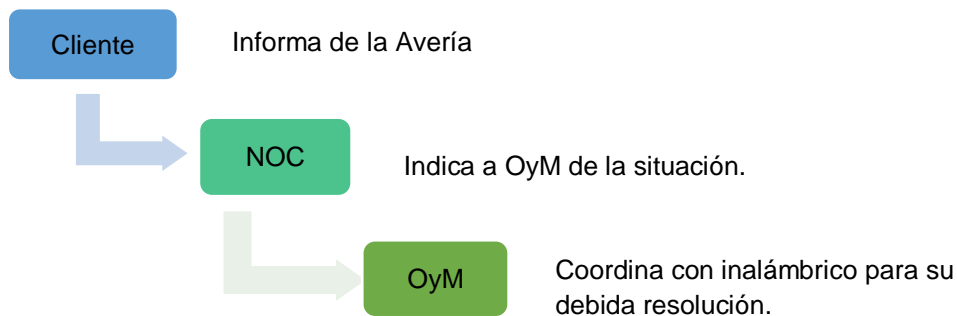 Cliente
Informa de la Avería
NOC
Indica a OyM de la situación.
OyM
Coordina con inalámbrico para su
debida resolución.